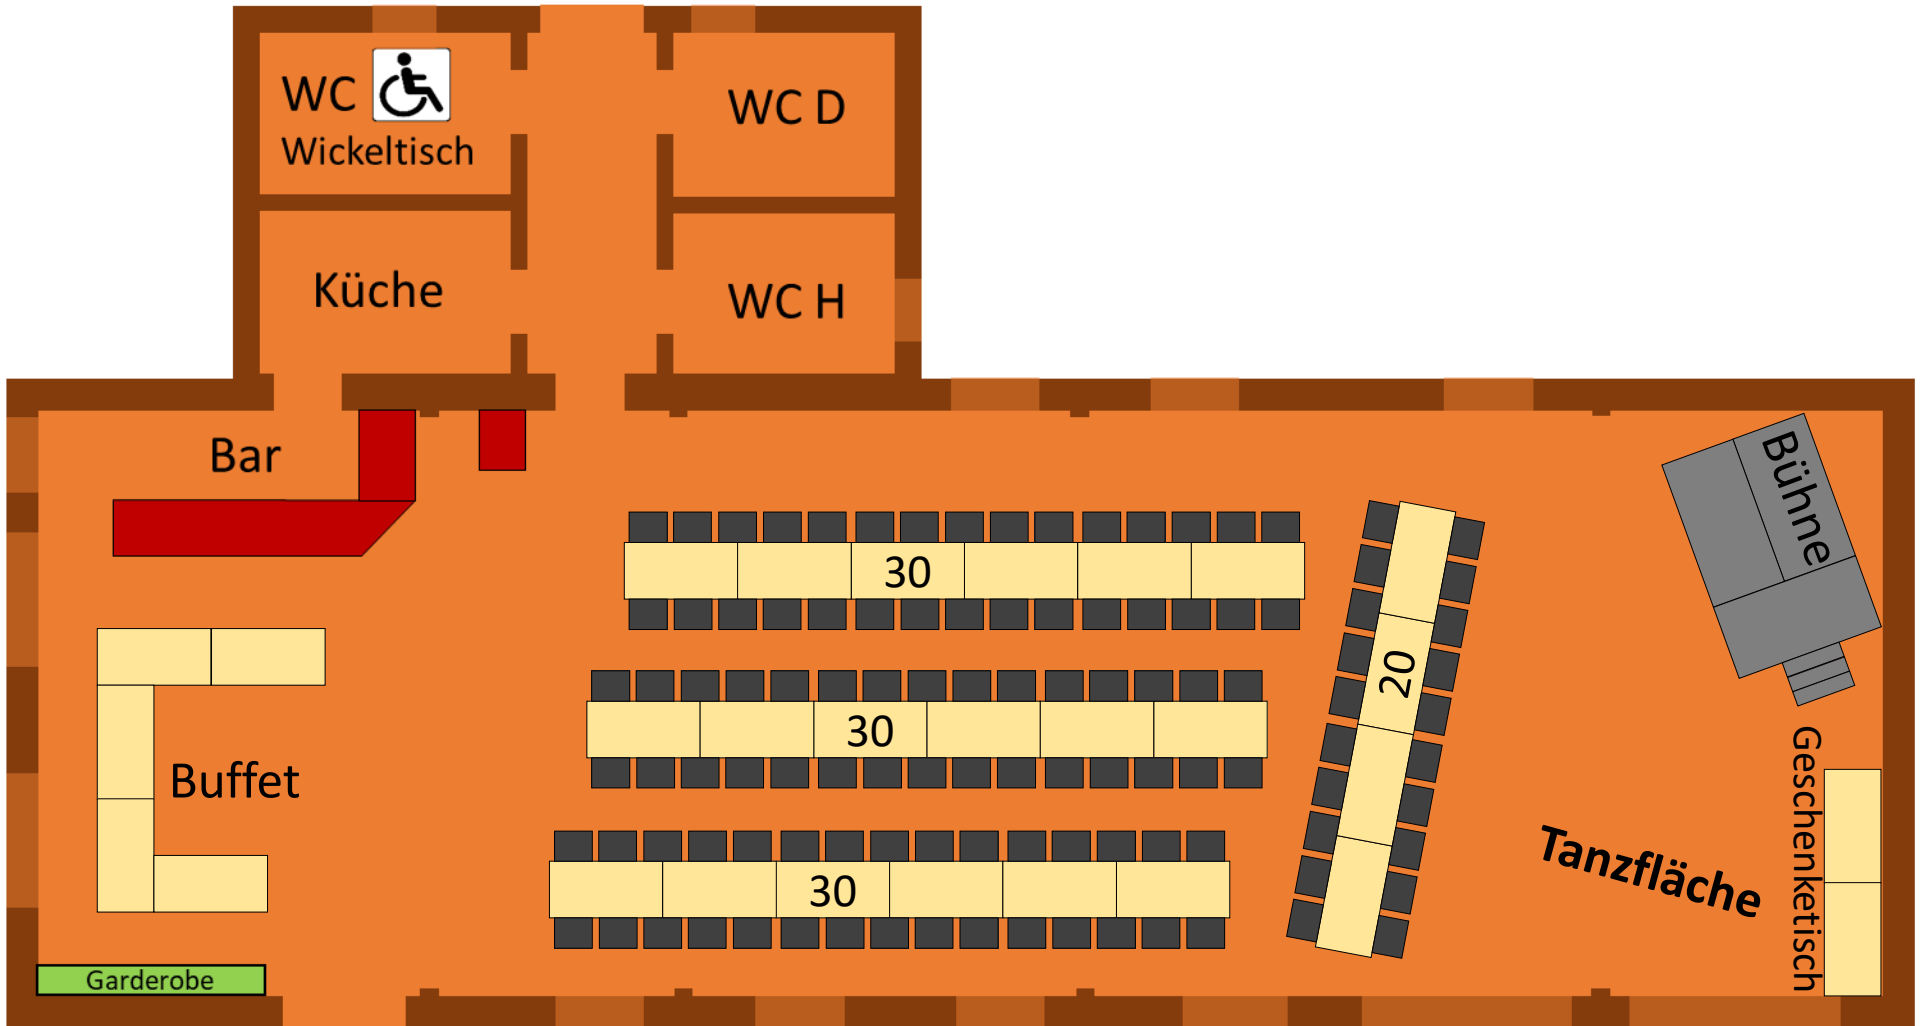 WC
Wickeltisch
WC D
Küche
WC H
Bar
Bühne
30
20
30
Buffet
Geschenketisch
Tanzfläche
30
Garderobe